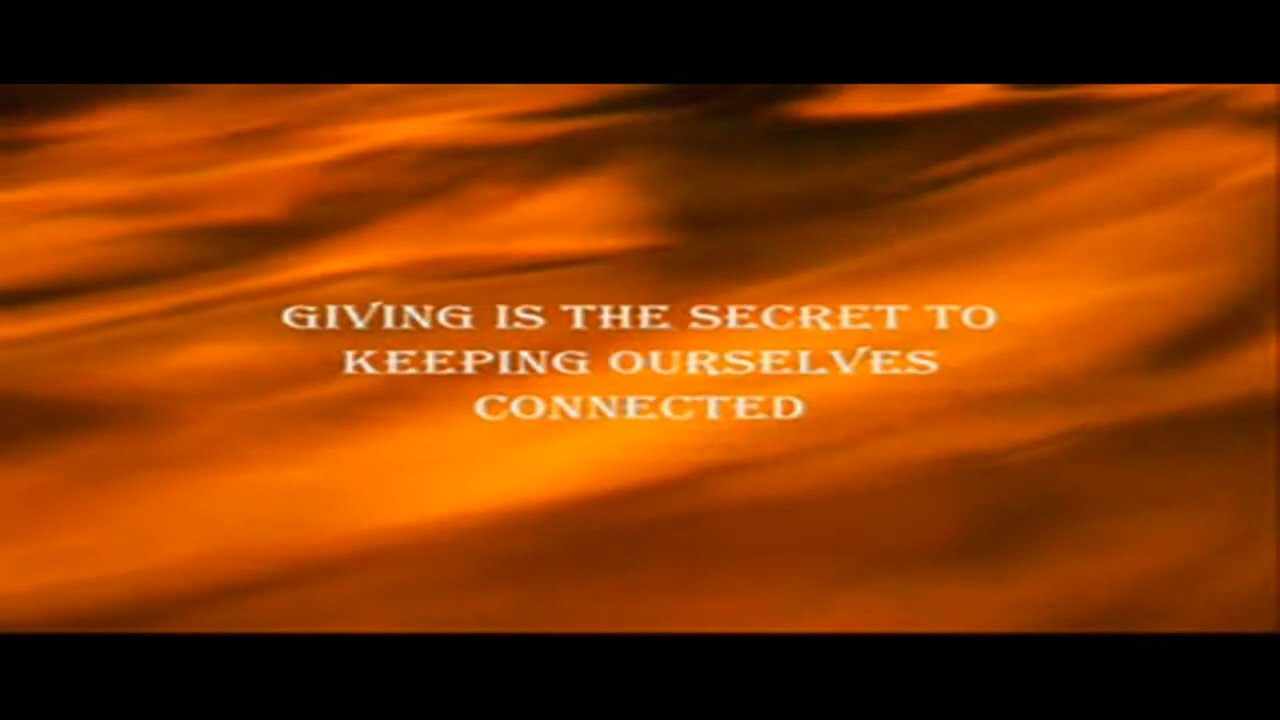 GIVING IS THE SECRET TO
KEEPING OURSELVES
CONNECTED